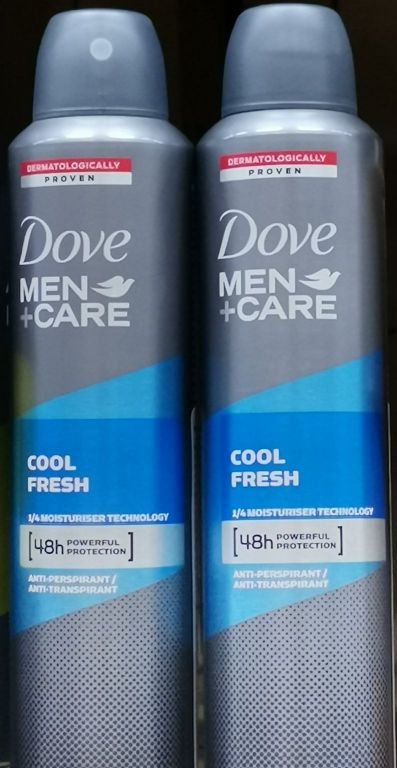 DERMATOLOGICALLY
PROVEN
Dove
MEN
+CARE
COOL
FRESH
1/4 MOISTURISER TECHNOLOGY
[48h POWERFUL
PROTECTION]
ANTI-PERSPIRANT/
ANTI-TRANSPIRANT
DERMATOLOGICALLY
PROVEN
Dove
MEN
+CARE
COOL
FRESH
1/4 MOISTURISER TECHNOLOGY
[48h POWERFUL
PROTECTION]
ANTI-PERSPIRANT/
ANTI-TRANSPIRANT